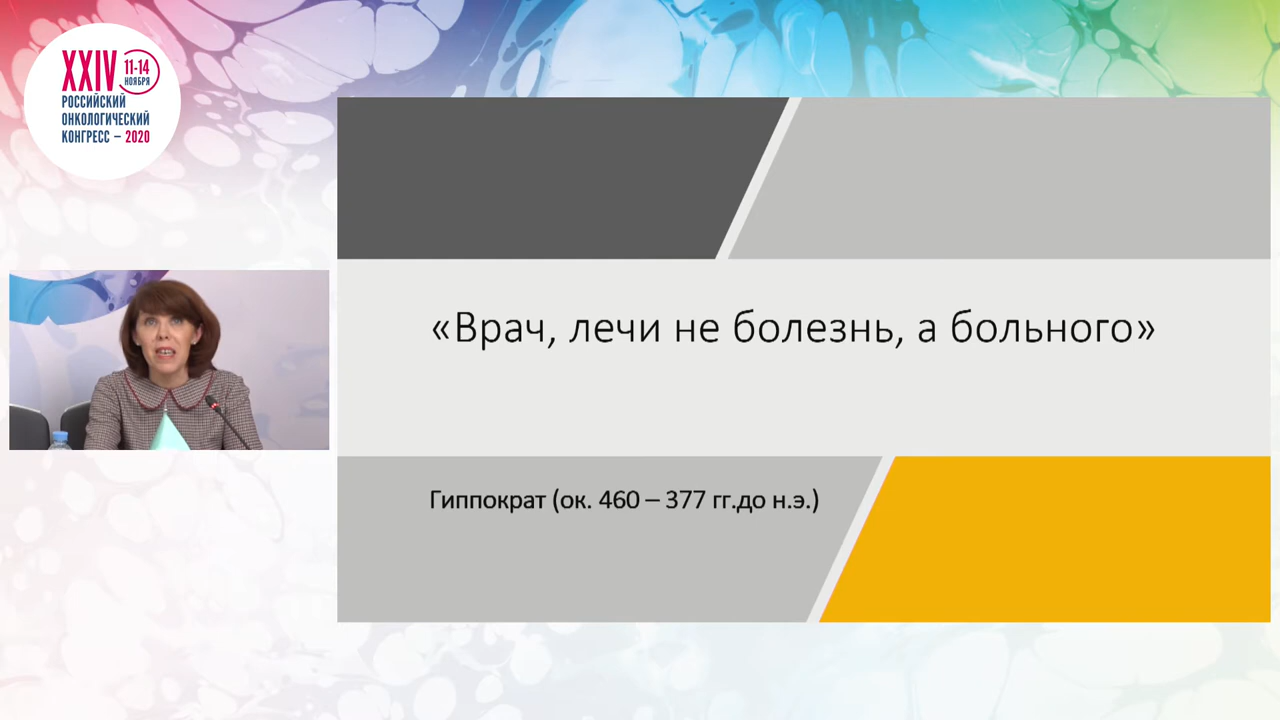 XXIV
11-14
НОЯБРЯ
РОССИЙСКИЙ
ОНКОЛОГИЧЕСКИЙ
КОНГРЕСС – 2020
«Врач, лечи не болезнь, а больного»
Гиппократ (ок. 460 – 377 гг.до н.э.)